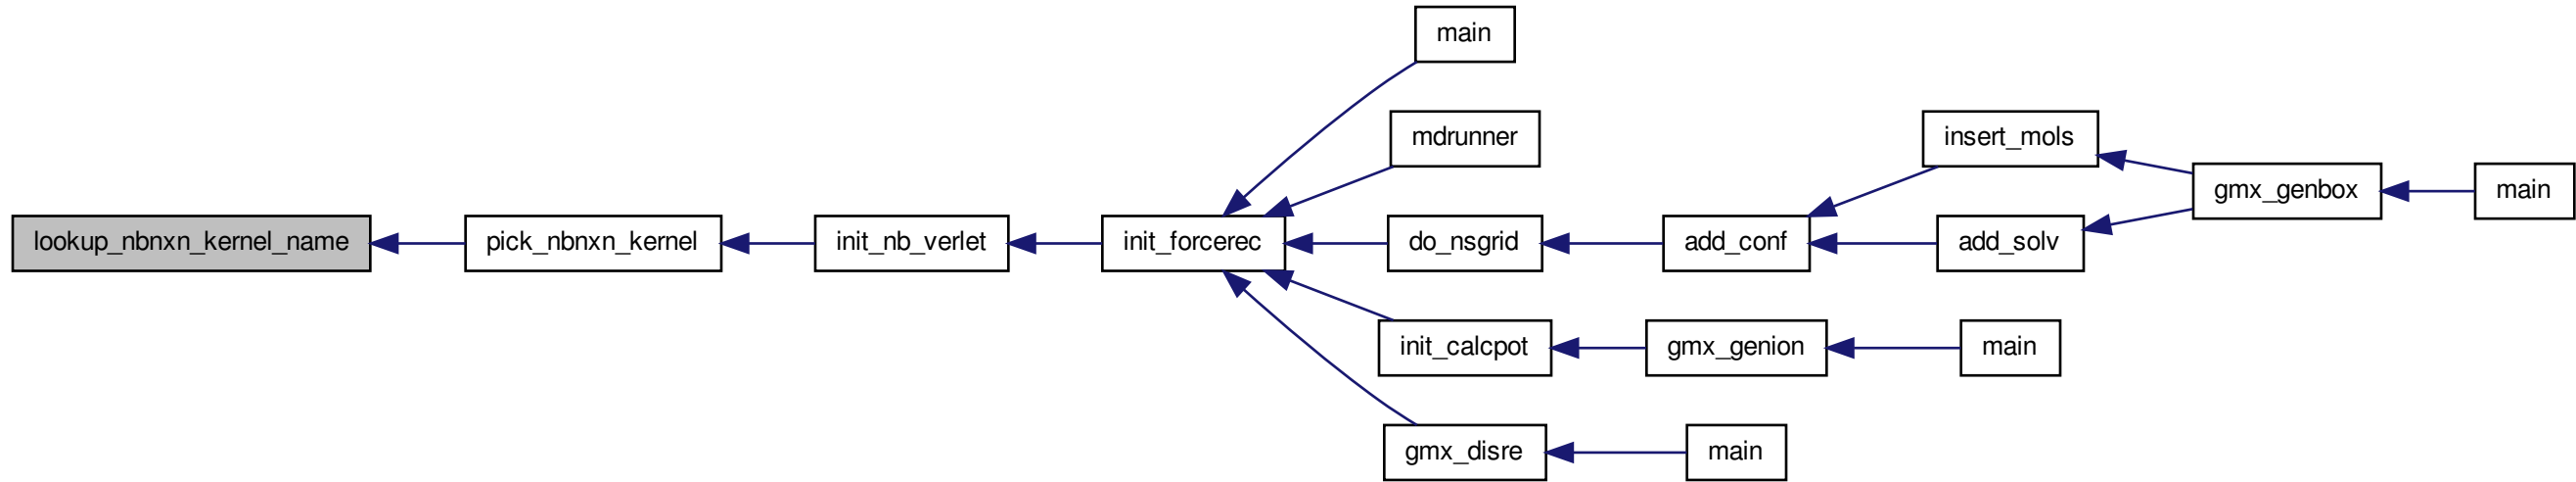 main
mdrunner
insert_mols
gmx_genbox
main
lookup_nbnxn_kernel_name
pick_nbnxn_kernel
init_nb_verlet
init_forcerec
do_nsgrid
add_conf
add_solv
init_calcpot
gmx_genion
main
gmx_disre
main